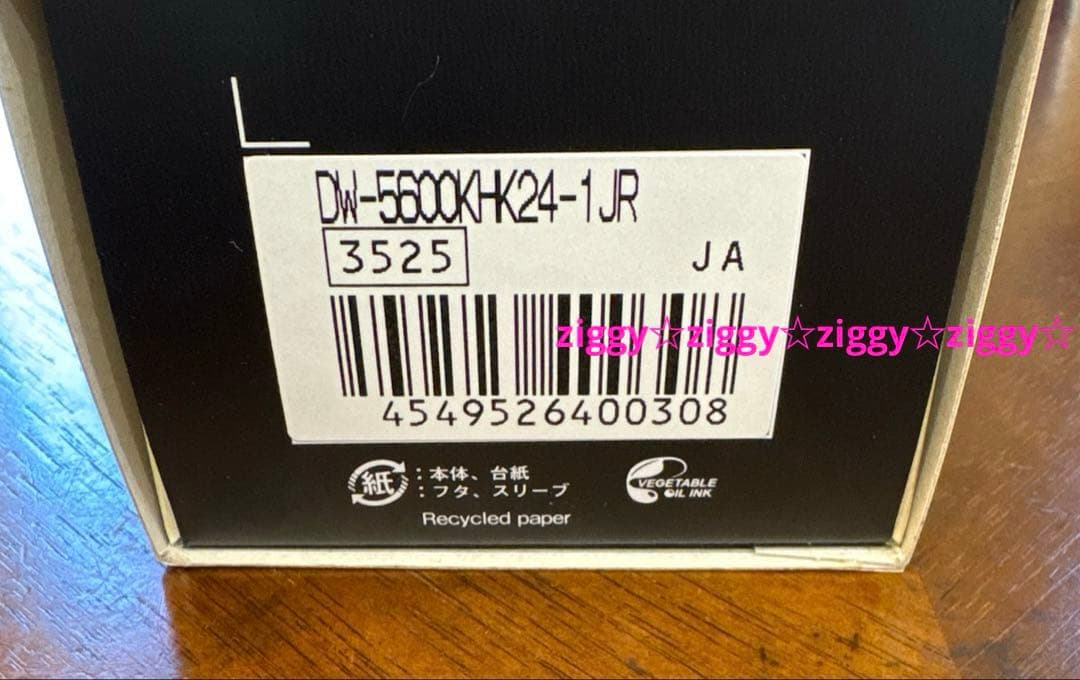 DW-5600KHK24-1JR
3525 JA
ziggy☆ziggy☆ziggy☆ziggy☆
4549526400308
紙:本体、台紙
:フタ、スリーブ
Recycled paper
VEGETABLE
OIL INK